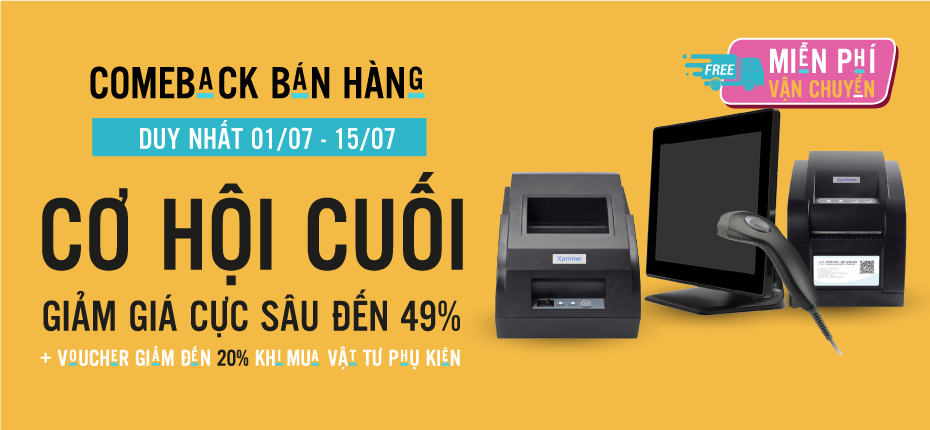 COMEBACK BÁN HÀNG
DUY NHẤT 01/07 - 15/07
CƠ HỘI CUỐI
GIẢM GIÁ CỰC SÂU ĐẾN 49%
+ VOUCHER GIẢM ĐẾN 20% KHI MUA VẬT TƯ PHỤ KIỆN
FREE
MIỄN PHÍ
VẬN CHUYỂN
Xprinter
Xprinter